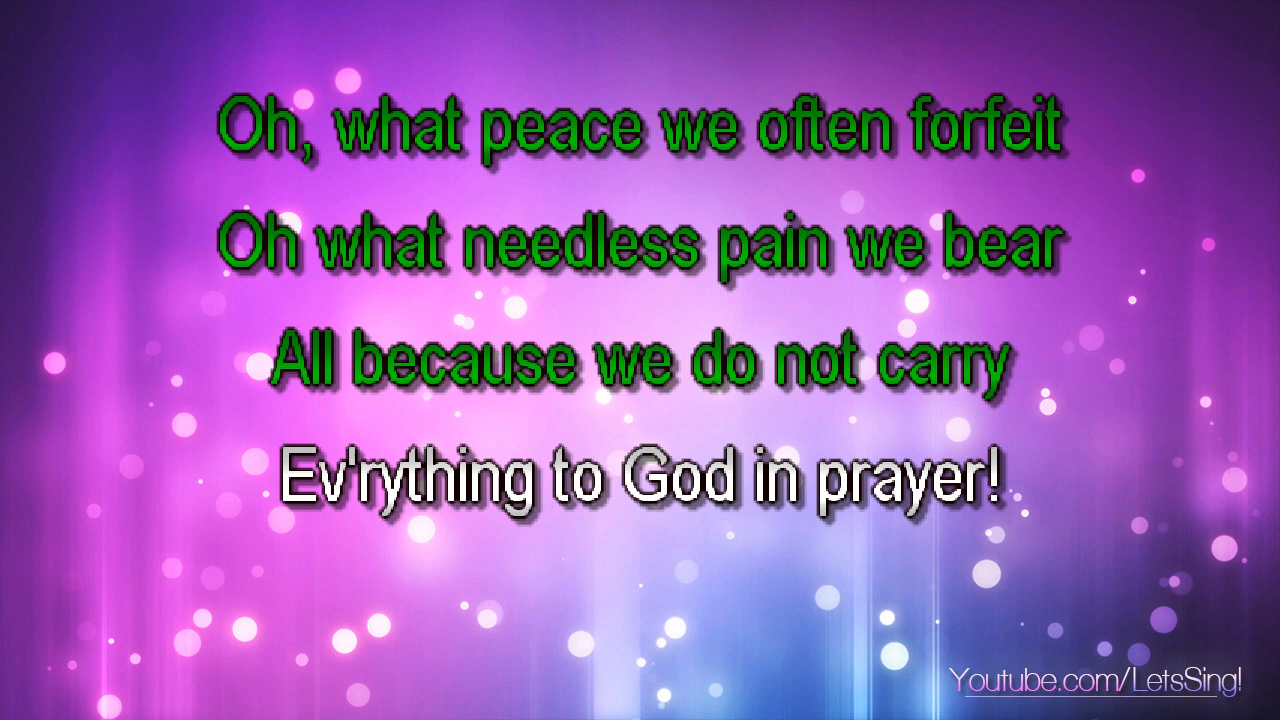 Oh, what peace we often forfeit
Oh what needless pain we bear
All because we do not carry
Ev'rything to God in prayer!
Youtube.com/LetsSing!